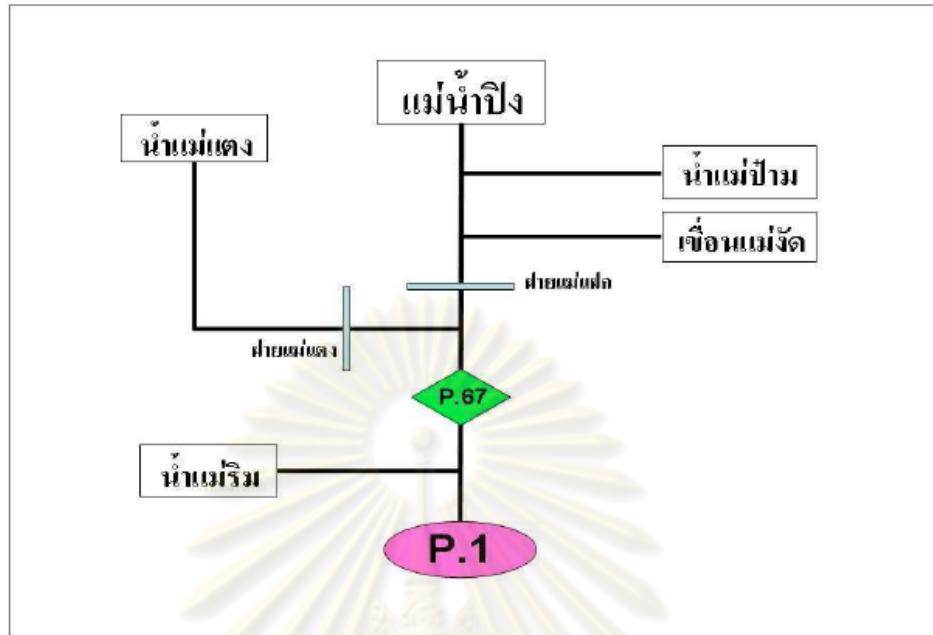 แม่น้ำปิง
น้ำแม่แตง
น้ำแม่ป๋าม
เขื่อนแม่งัด
ฝายแม่แฝก
ฝายแม่แตง
P.67
น้ำแม่ริม
P.1